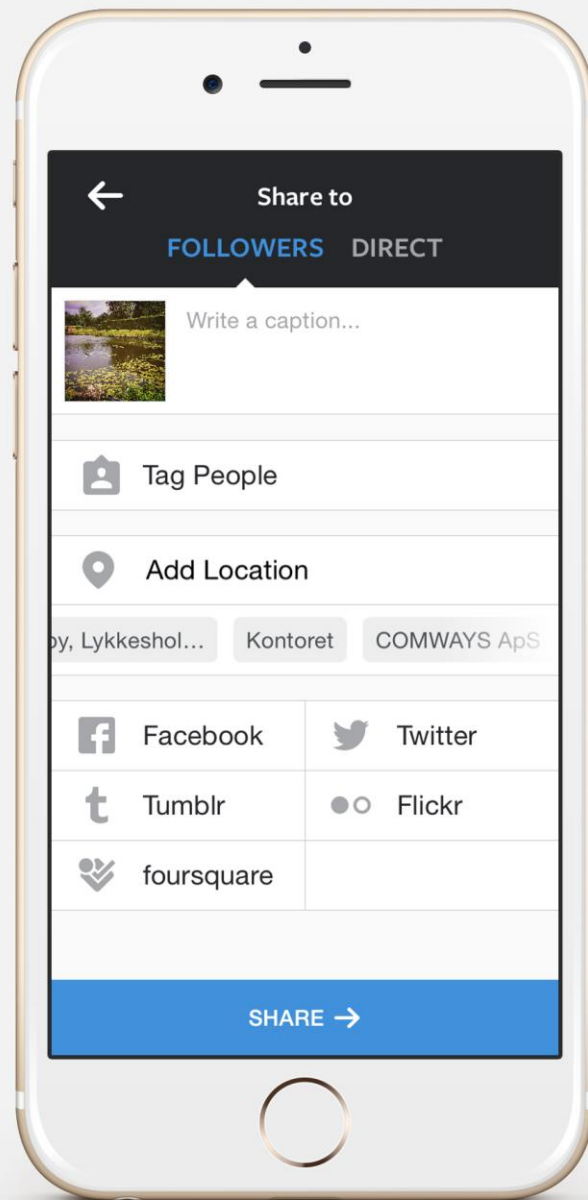 Share to
FOLLOWERS DIRECT
Write a caption...
Tag People
Add Location
by, Lykkeshol... Kontoret COMWAYS ApS
Facebook Twitter
Tumblr Flickr
foursquare
SHARE